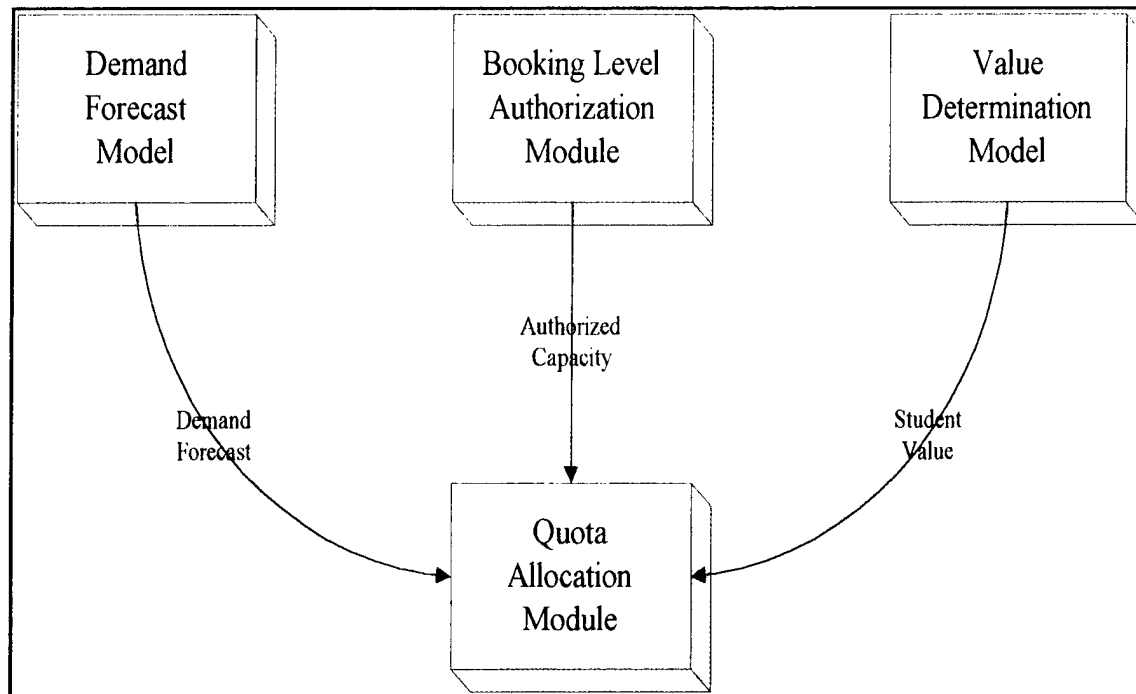 Demand
Forecast
Model
Booking Level
Authorization
Module
Value
Determination
Model
Authorized
Capacity
Demand
Forecast
Student
Value
Quota
Allocation
Module